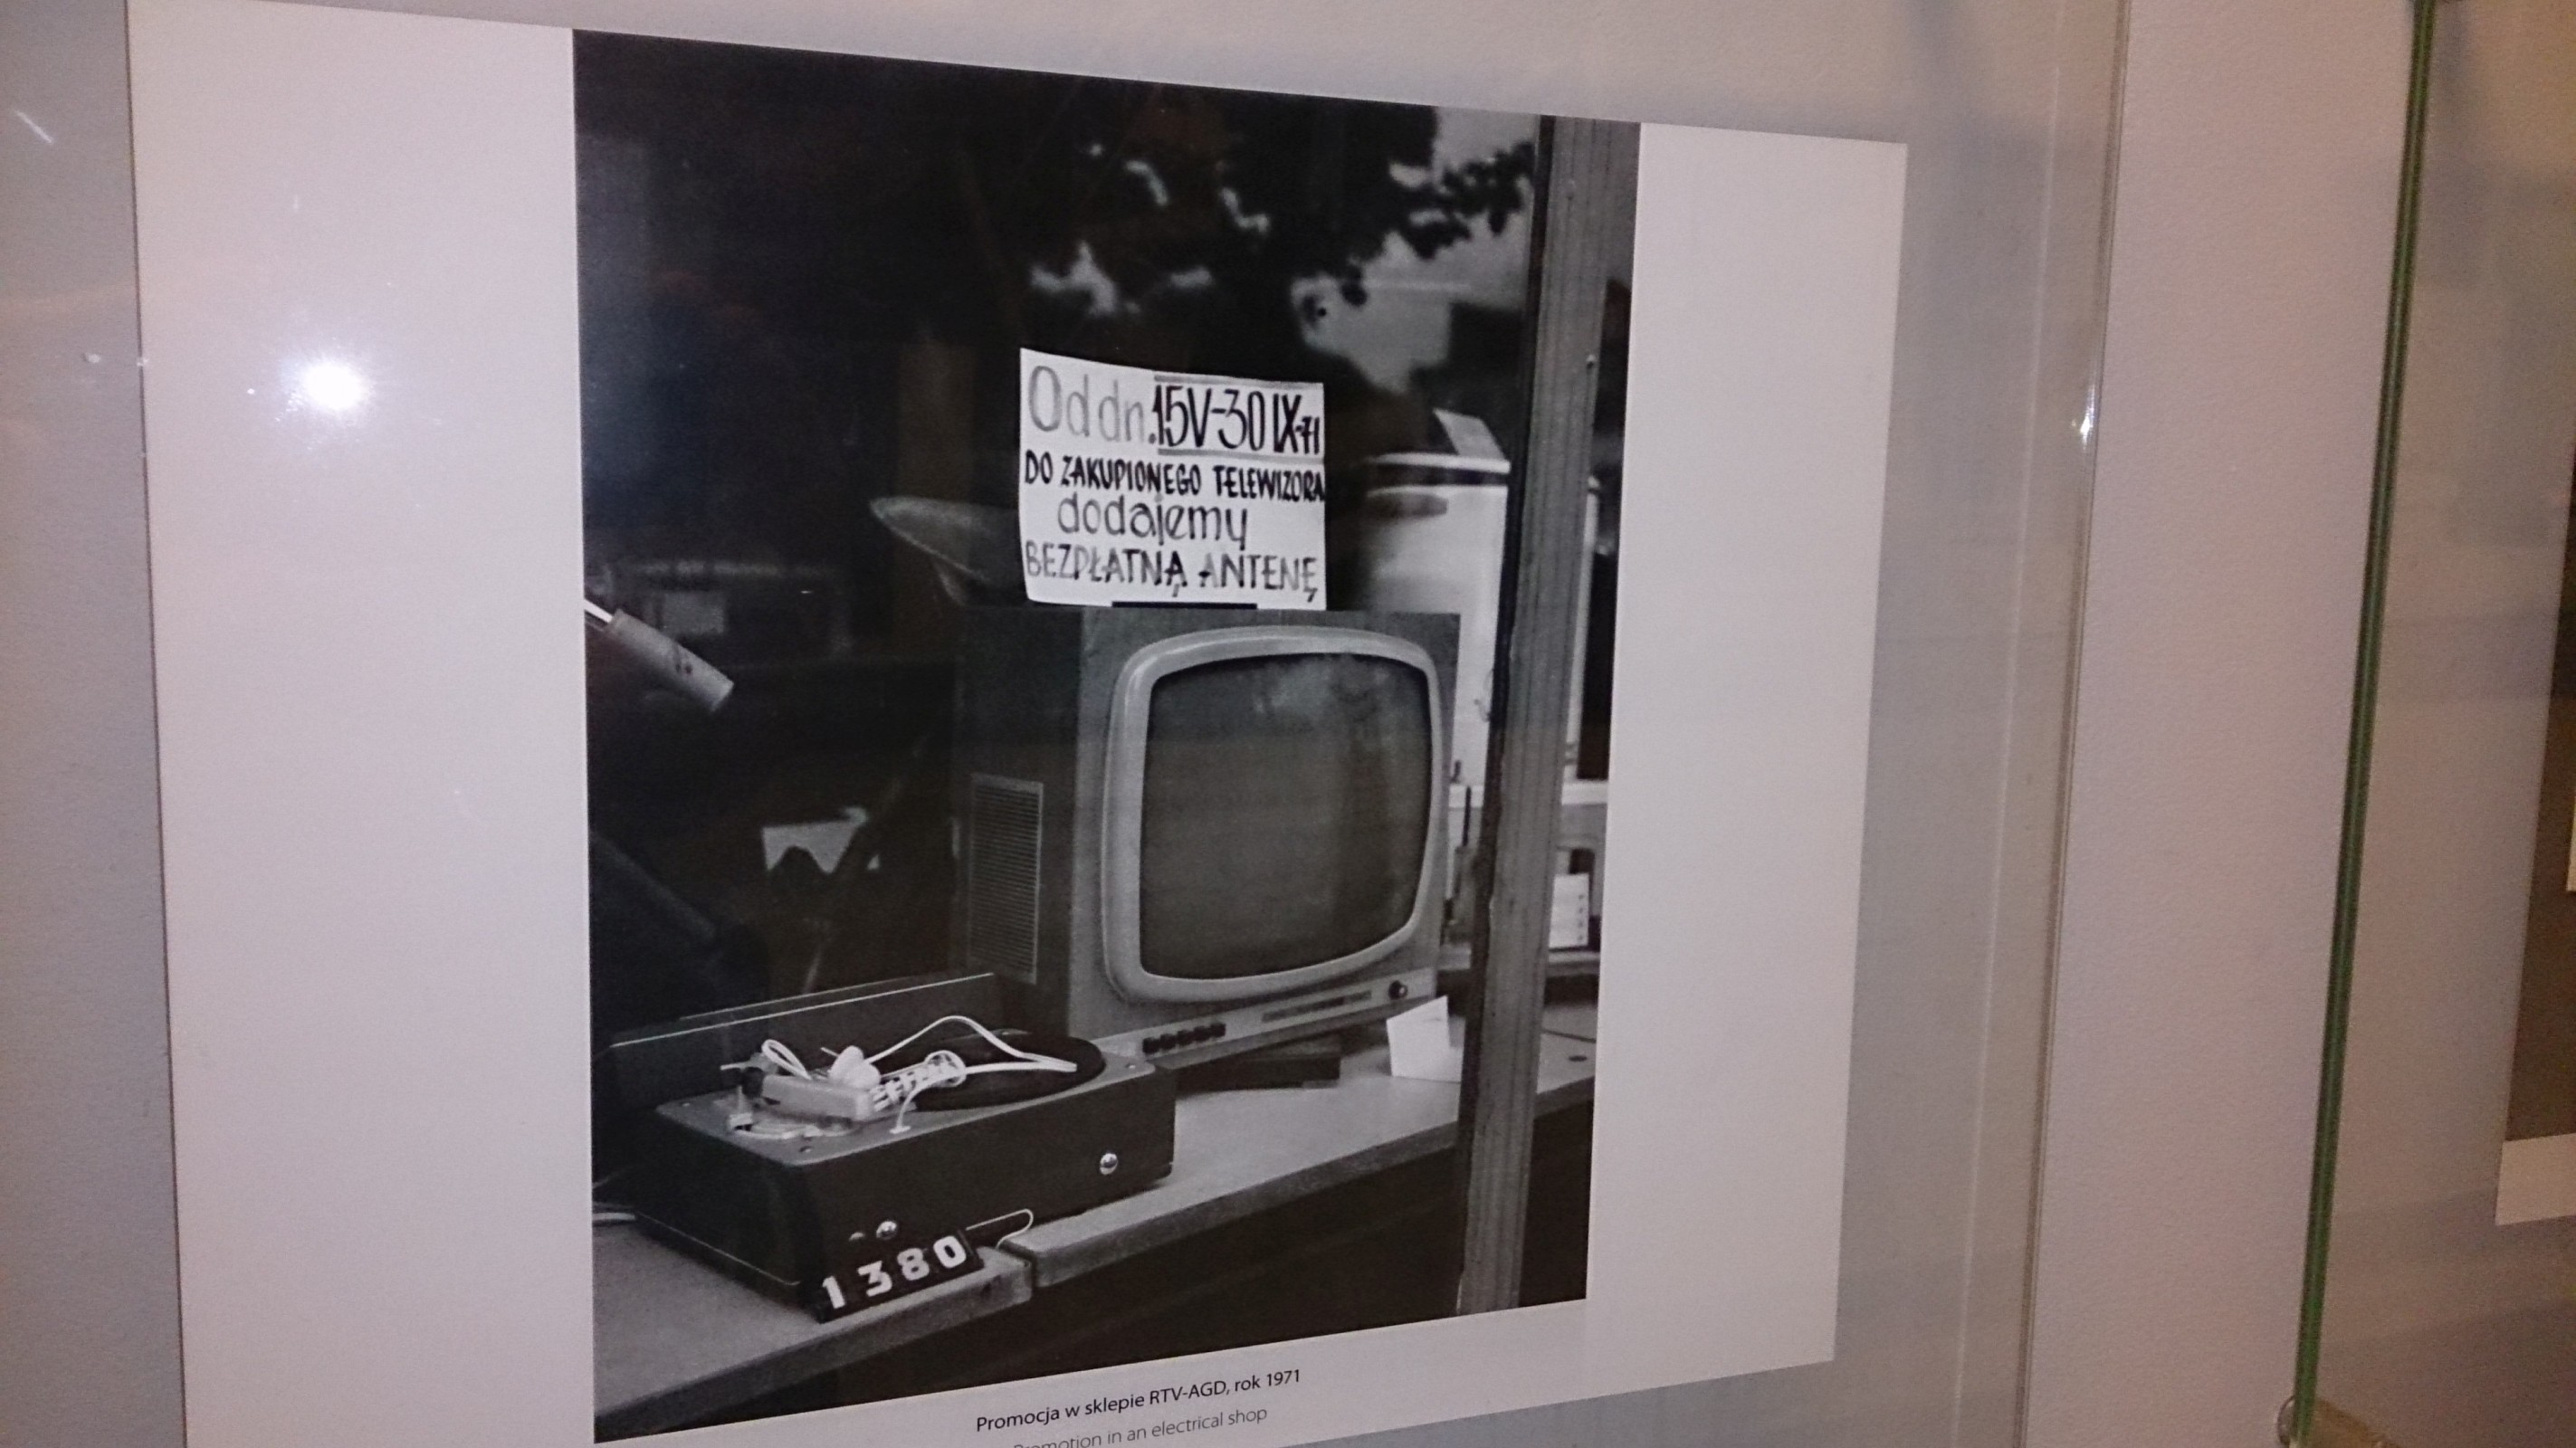 Od dn. 15V-30 IX-71
DO ZAKUPIONEGO TELEWIZORA
dodajemy
BEZPŁATNĄ ANTENĘ
1380
Promocja w sklepie RTV-AGD, rok 1971
Promotion in an electrical shop